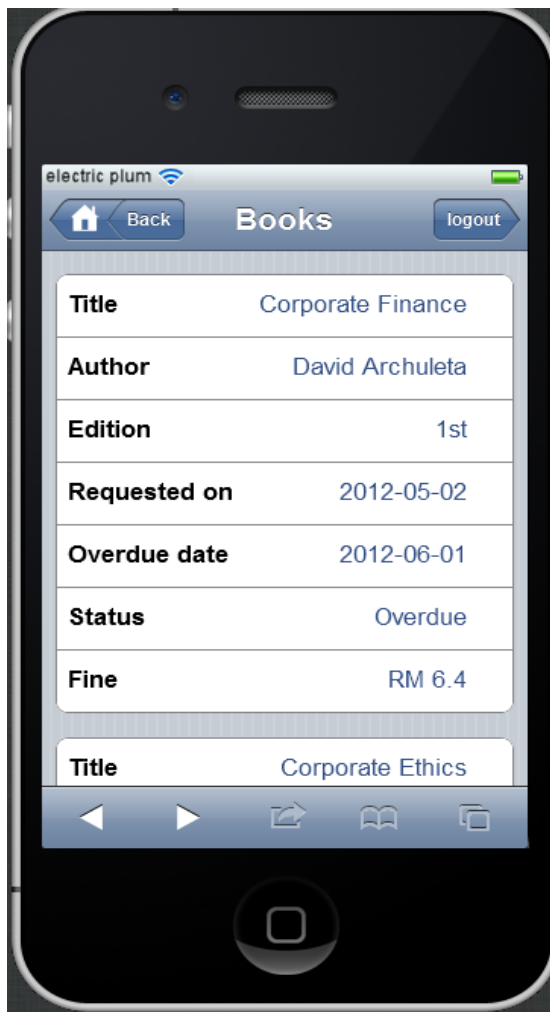 electric plum
Back Books logout
Title Corporate Finance
Author David Archuleta
Edition 1st
Requested on 2012-05-02
Overdue date 2012-06-01
Status Overdue
Fine RM 6.4
Title Corporate Ethics